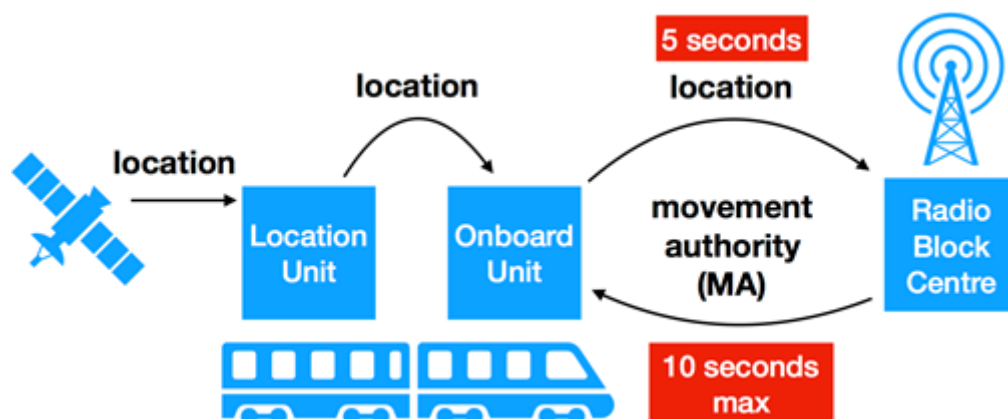 5 seconds
location
location
location
Location
Unit
Onboard
Unit
movement
authority
(MA)
Radio
Block
Centre
10 seconds
max